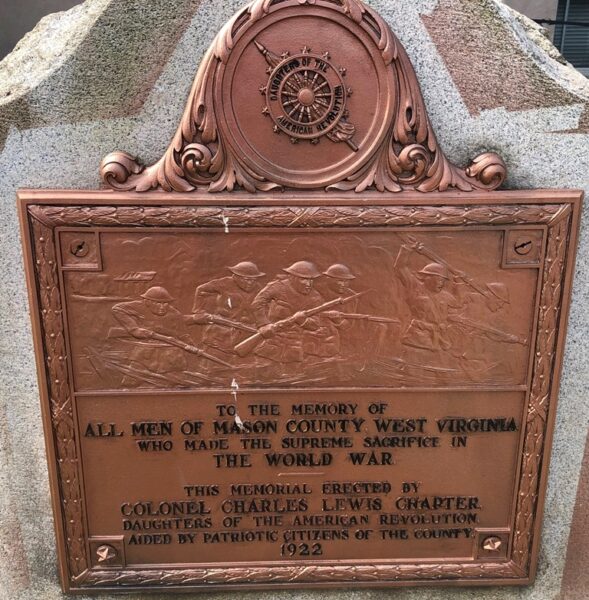 DAUGHTERS OF THE
AMERICAN REVOLUTION
TO THE MEMORY OF
ALL MEN OF MASON COUNTY, WEST VIRGINIA
WHO MADE THE SUPREME SACRIFICE IN
THE WORLD WAR
THIS MEMORIAL ERECTED BY
COLONEL CHARLES LEWIS CHAPTER,
DAUGHTERS OF THE AMERICAN REVOLUTION
AIDED BY PATRIOTIC CITIZENS OF THE COUNTY
1922